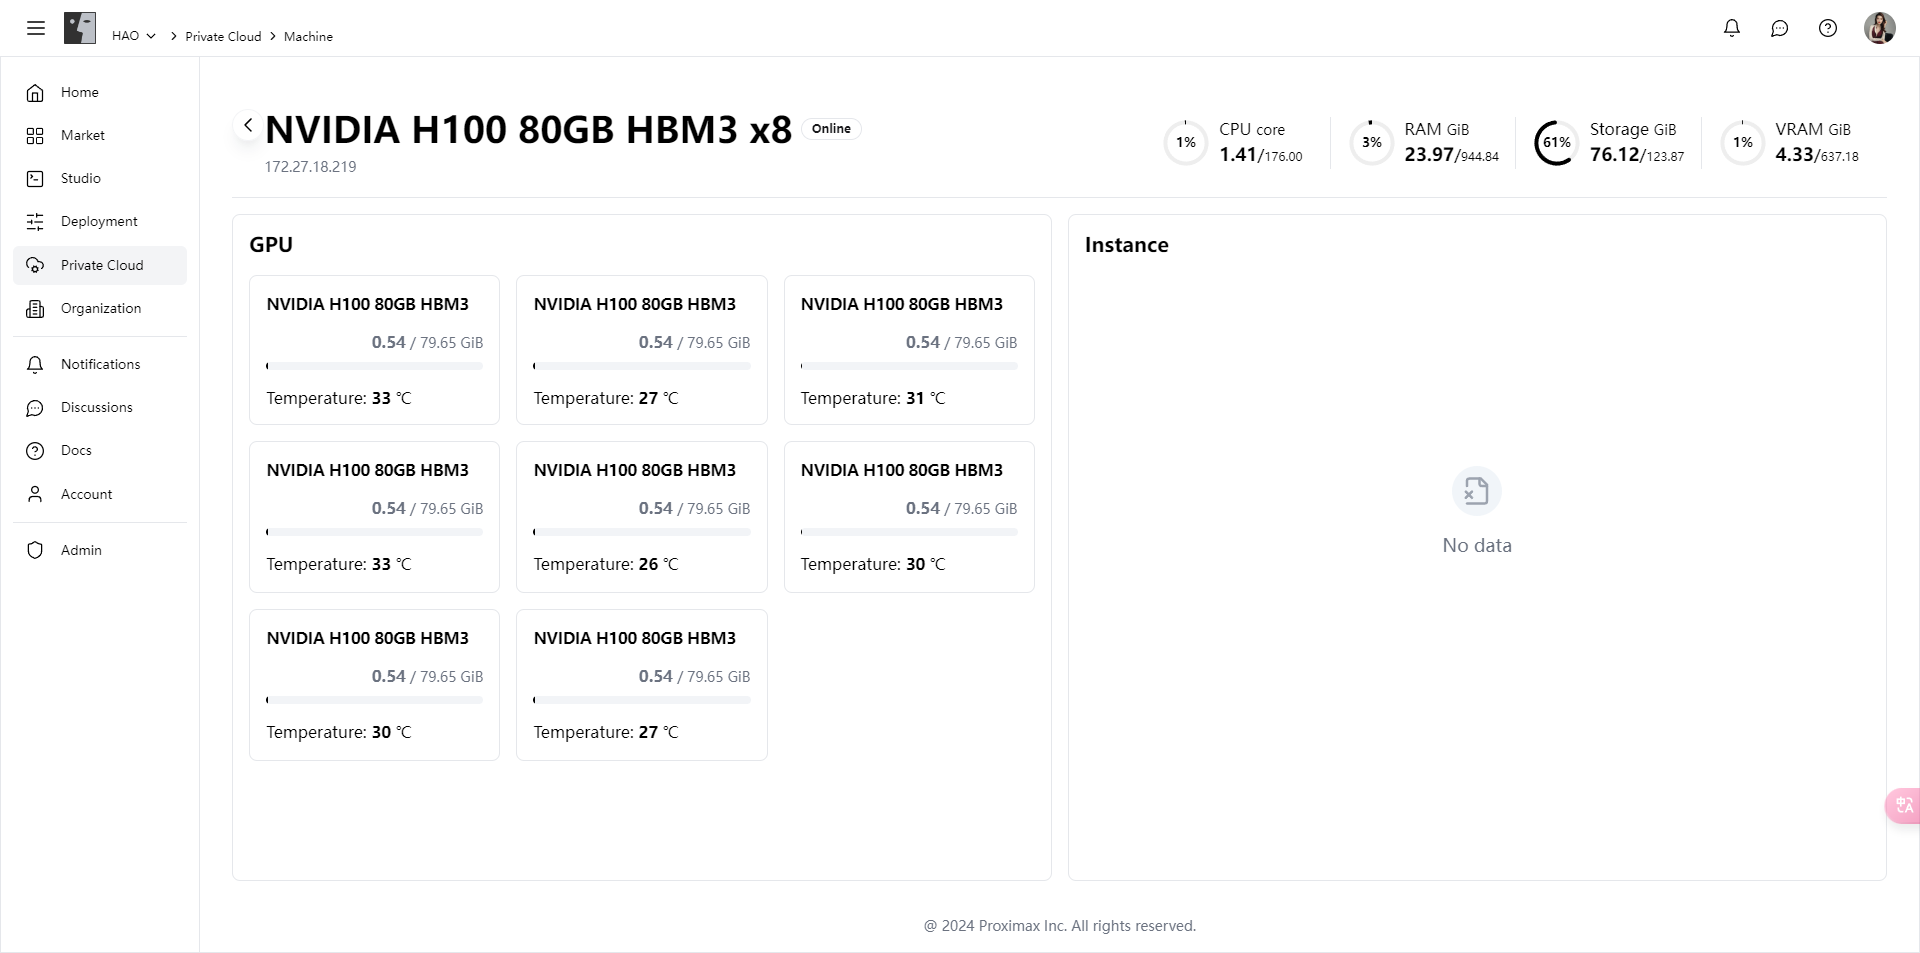 HAO > Private Cloud > Machine
Home
Market
Studio
Deployment
Private Cloud
Organization
Notifications
Discussions
Docs
Account
Admin
NVIDIA H100 80GB HBM3 x8 Online
172.27.18.219
1% CPU core
1.41/176.00
3% RAM GiB
23.97/944.84
61% Storage GiB
76.12/123.87
1% VRAM GiB
4.33/637.18
GPU
NVIDIA H100 80GB HBM3
0.54 / 79.65 GiB
Temperature: 33 ℃
NVIDIA H100 80GB HBM3
0.54 / 79.65 GiB
Temperature: 27 ℃
NVIDIA H100 80GB HBM3
0.54 / 79.65 GiB
Temperature: 31 ℃
NVIDIA H100 80GB HBM3
0.54 / 79.65 GiB
Temperature: 33 ℃
NVIDIA H100 80GB HBM3
0.54 / 79.65 GiB
Temperature: 26 ℃
NVIDIA H100 80GB HBM3
0.54 / 79.65 GiB
Temperature: 30 ℃
NVIDIA H100 80GB HBM3
0.54 / 79.65 GiB
Temperature: 30 ℃
NVIDIA H100 80GB HBM3
0.54 / 79.65 GiB
Temperature: 27 ℃
Instance
No data
中A
@ 2024 Proximax Inc. All rights reserved.